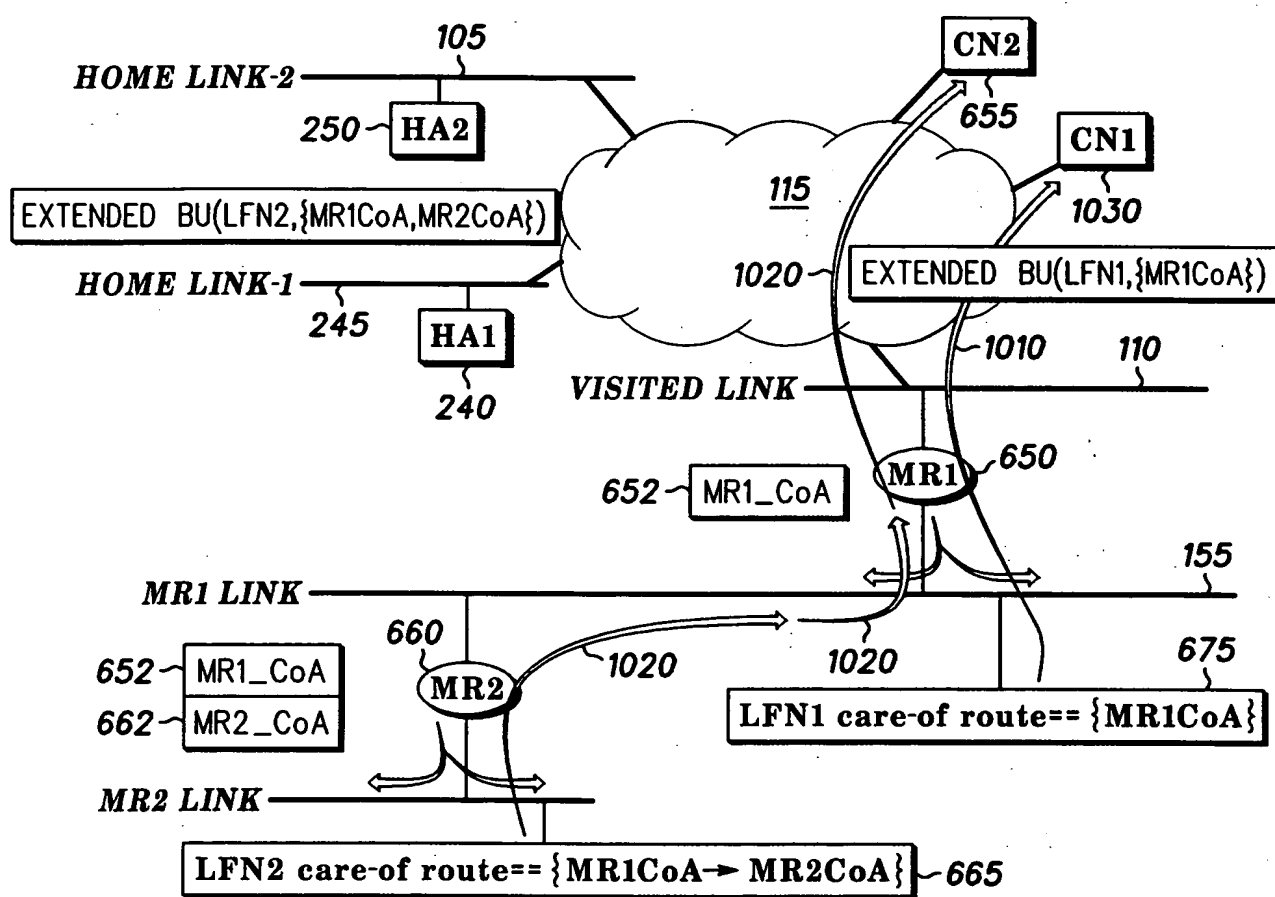 105
CN2
HOME LINK-2
655
250
HA2
CN1
115
1030
EXTENDED BU(LFN2,{MR1CoA,MR2CoA})
1020
EXTENDED BU(LFN1,{MR1CoA})
HOME LINK-1
245
HA1
1010
110
240
VISITED LINK
650
MR1
652
MR1_CoA
155
MR1 LINK
660
1020
1020
675
652
MR1_CoA
MR2
662
MR2_CoA
LFN1 care-of route== {MR1CoA}
MR2 LINK
LFN2 care-of route== {MR1CoA→ MR2CoA}
665